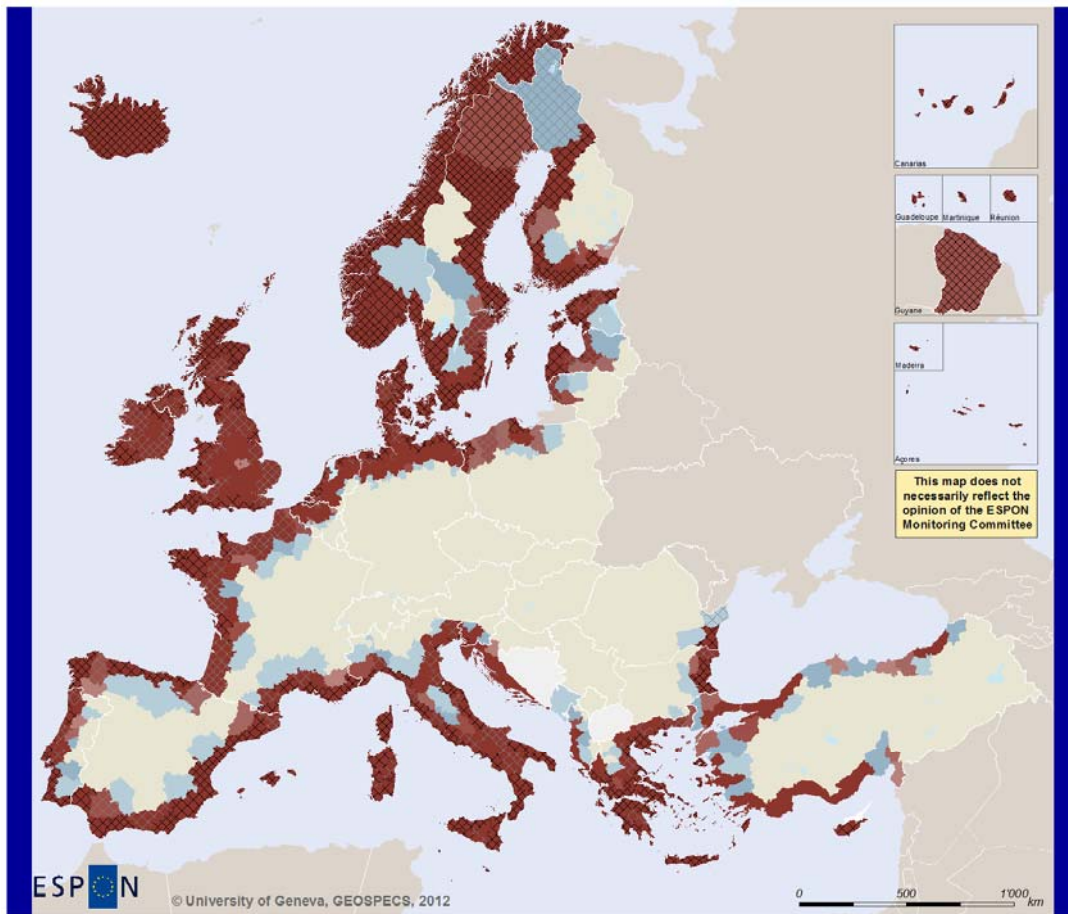 Canarias
Guadeloupe
Martinique
Réunion
Guyane
Madeira
Açores
This map does not
necessarily reflect the
opinion of the ESPON
Monitoring Committee
ESPON
© University of Geneva, GEOSPECS, 2012
0 500 1'000
km